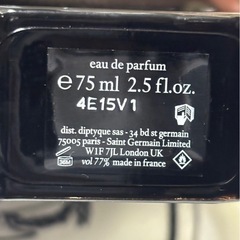 eau de parfum
℮ 75 ml 2.5 fl.oz.
4E15V1
dist. diptyque sas - 34 bd st germain
75005 paris - Saint Germain Limited
W1F 7JL London UK
vol 77% made in france